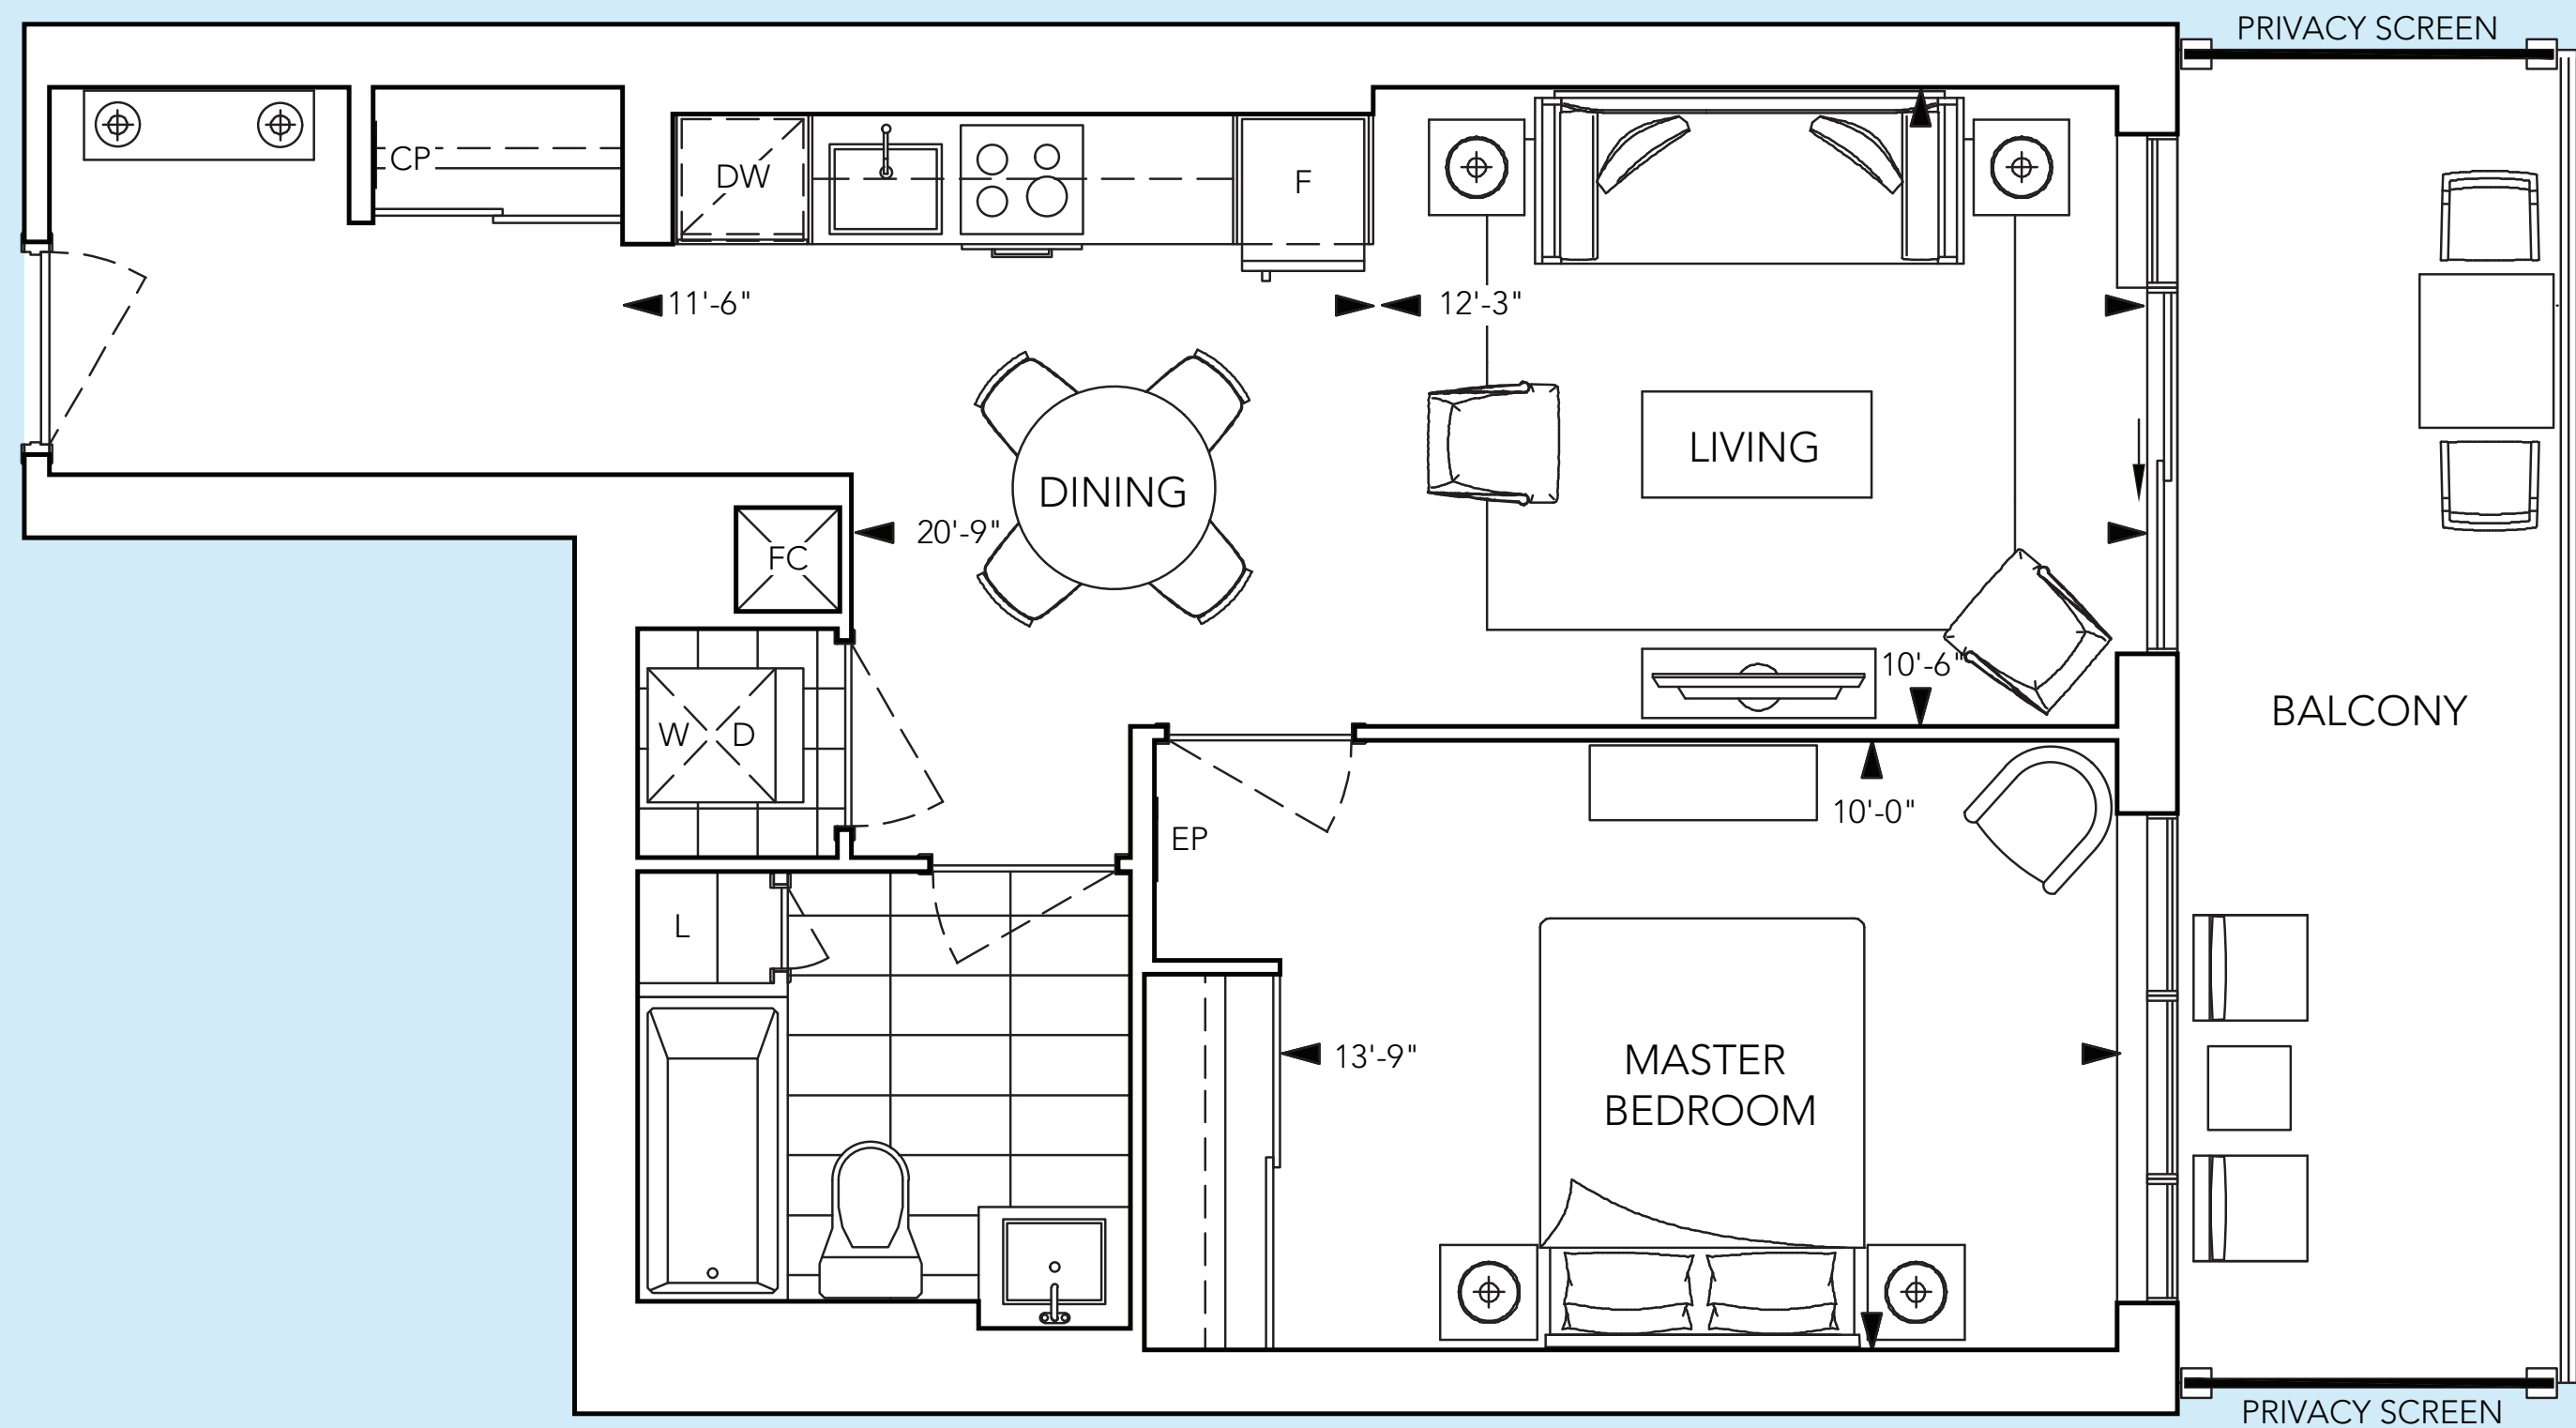 PRIVACY SCREEN
CP
DW
F
11'-6"
12'-3"
LIVING
DINING
20'-9"
FC
10'-6"
BALCONY
W D
10'-0"
EP
L
13'-9"
MASTER
BEDROOM
PRIVACY SCREEN